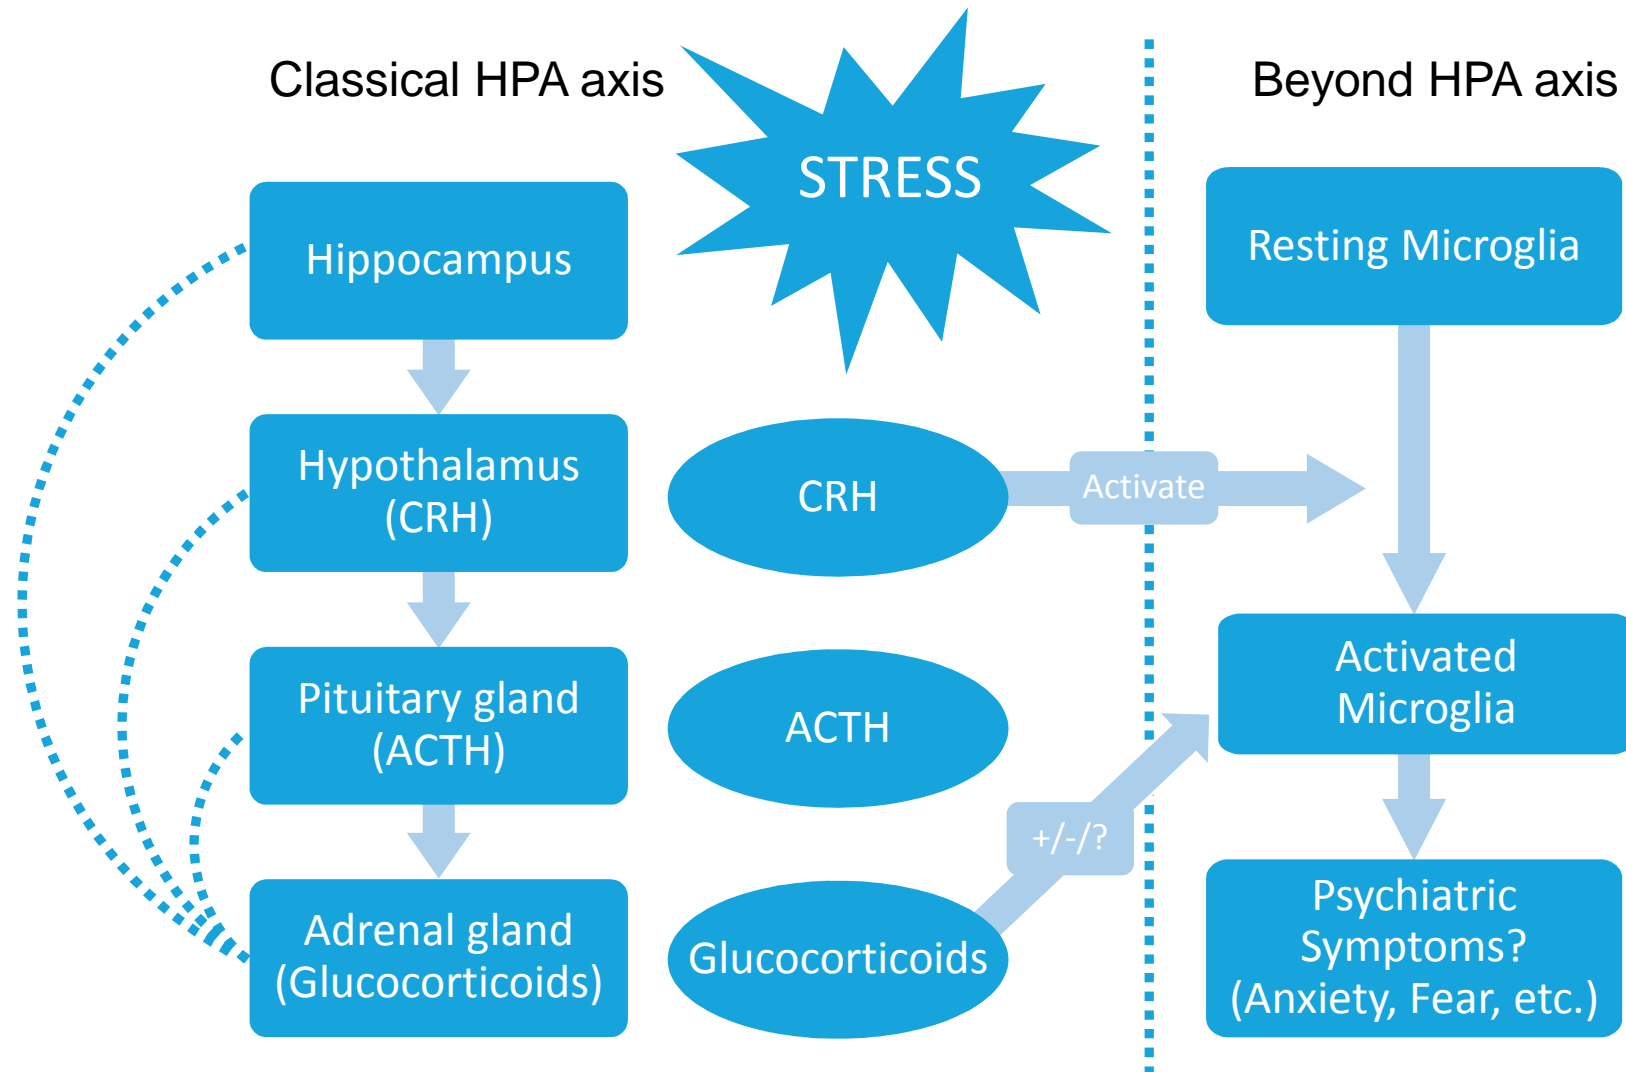 Classical HPA axis
STRESS
Beyond HPA axis
Hippocampus
Hypothalamus
(CRH)
Pituitary gland
(ACTH)
Adrenal gland
(Glucocorticoids)
CRH
ACTH
Glucocorticoids
Activate
+/-/?
Resting Microglia
Activated
Microglia
Psychiatric
Symptoms?
(Anxiety, Fear, etc.)